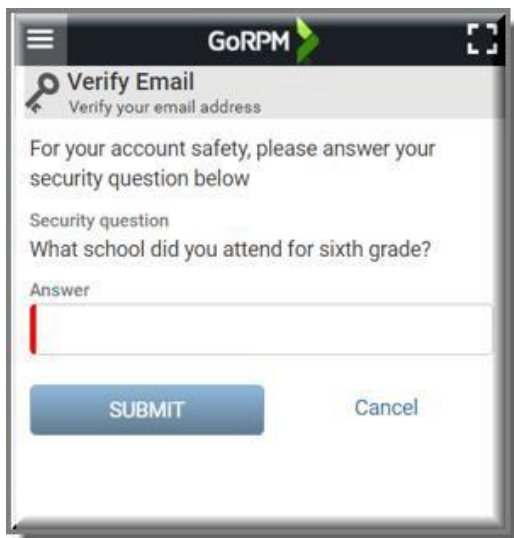 GoRPM
Verify Email
Verify your email address
For your account safety, please answer your
security question below
Security question
What school did you attend for sixth grade?
Answer
SUBMIT Cancel